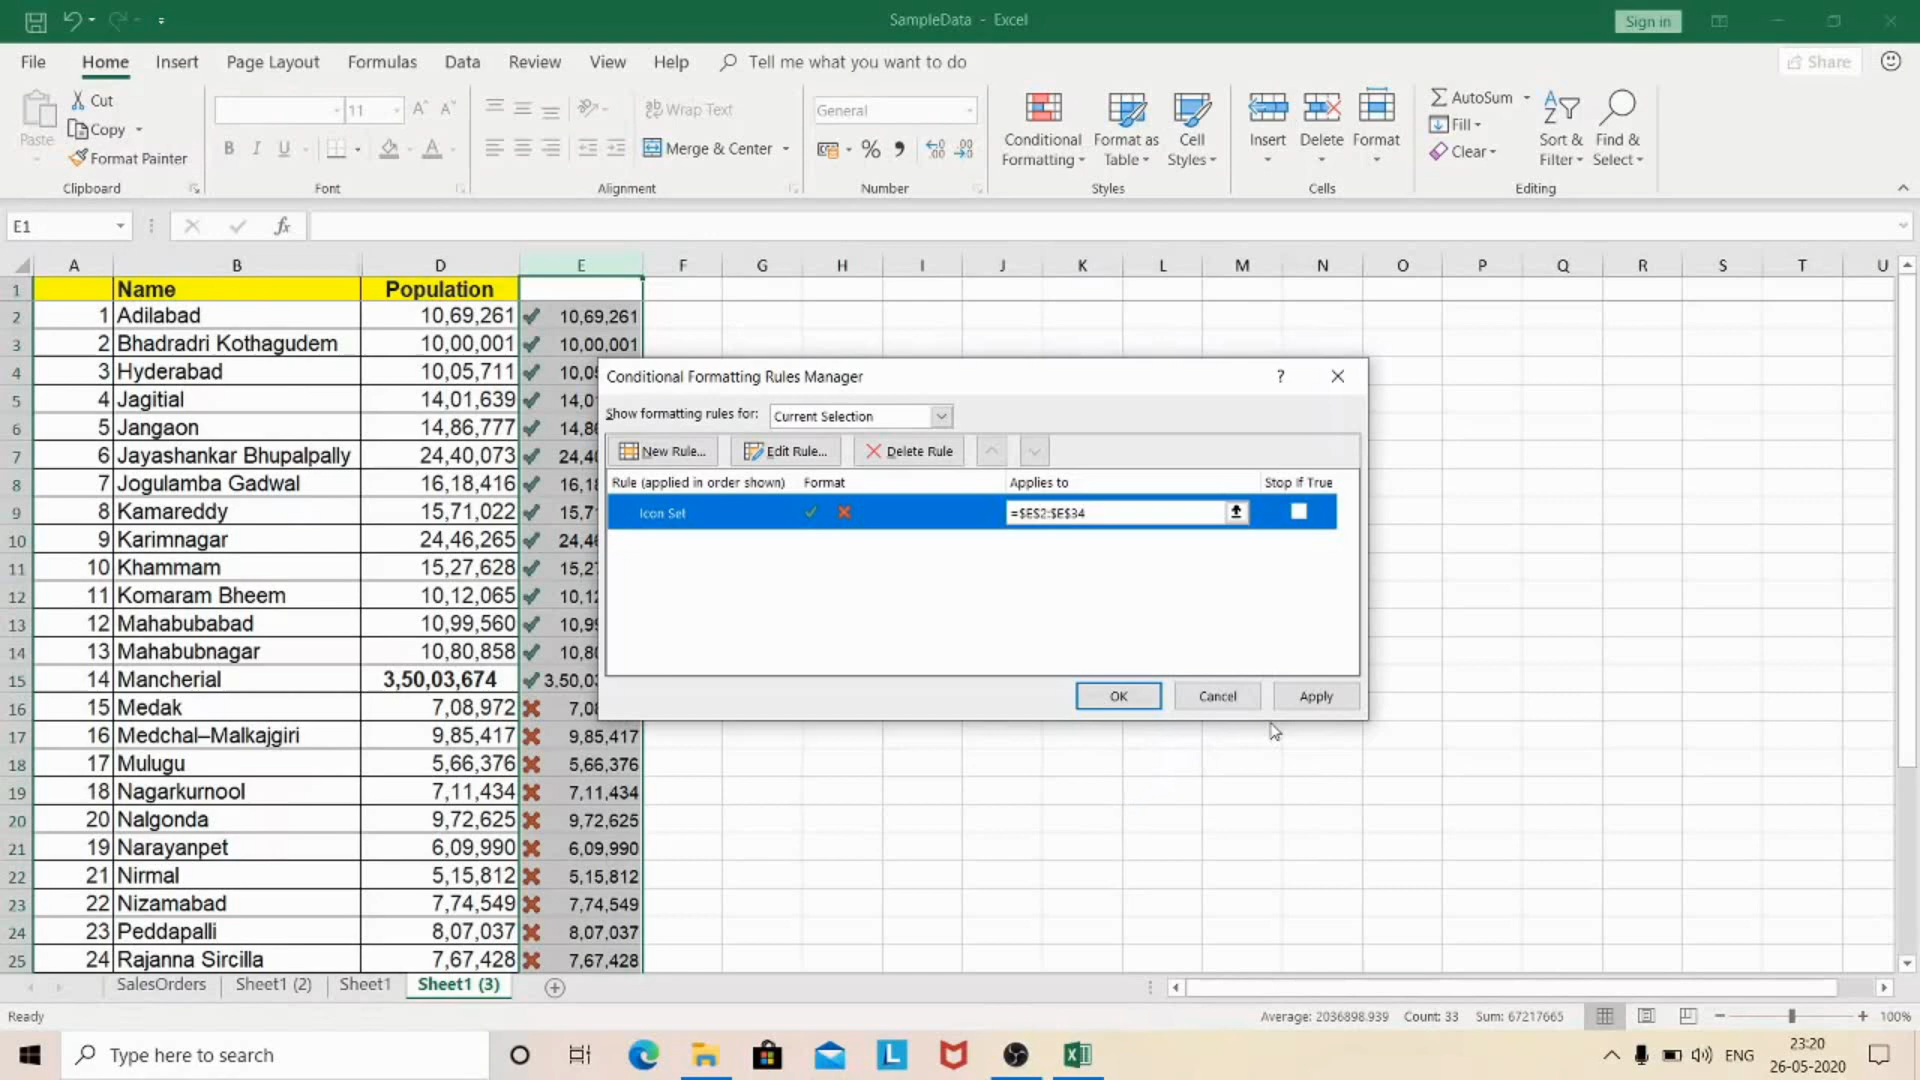 SampleData - Excel
Sign in
File Home Insert Page Layout Formulas Data Review View Help Tell me what you want to do Share
Paste
Cut
Copy
Format Painter
Clipboard
11
B I U
Font
Wrap Text
Merge & Center
Alignment
General
% , .00
Number
Conditional Formatting
Format as Table
Cell Styles
Styles
Insert Delete Format
Cells
AutoSum
Fill
Clear
Sort & Filter
Find & Select
Editing
E1
fx
A B D E F G H I J K L M N O P Q R S T U
1 Name Population
2 1 Adilabad 10,69,261 10,69,261
3 2 Bhadradri Kothagudem 10,00,001 10,00,001
4 3 Hyderabad 10,05,711 10,05
5 4 Jagitial 14,01,639 14,01
6 5 Jangaon 14,86,777 14,86
7 6 Jayashankar Bhupalpally 24,40,073 24,40
8 7 Jogulamba Gadwal 16,18,416 16,18
9 8 Kamareddy 15,71,022 15,7
10 9 Karimnagar 24,46,265 24,46
11 10 Khammam 15,27,628 15,27
12 11 Komaram Bheem 10,12,065 10,12
13 12 Mahabubabad 10,99,560 10,99
14 13 Mahabubnagar 10,80,858 10,80
15 14 Mancherial 3,50,03,674 3,50,03
16 15 Medak 7,08,972 7,08
17 16 Medchal–Malkajgiri 9,85,417 9,85,417
18 17 Mulugu 5,66,376 5,66,376
19 18 Nagarkurnool 7,11,434 7,11,434
20 20 Nalgonda 9,72,625 9,72,625
21 19 Narayanpet 6,09,990 6,09,990
22 21 Nirmal 5,15,812 5,15,812
23 22 Nizamabad 7,74,549 7,74,549
24 23 Peddapalli 8,07,037 8,07,037
25 24 Rajanna Sircilla 7,67,428 7,67,428
Conditional Formatting Rules Manager ?
Show formatting rules for: Current Selection
New Rule... Edit Rule... Delete Rule
Rule (applied in order shown) Format Applies to Stop If True
Icon Set =$E$2:$E$34
OK Cancel Apply
SalesOrders Sheet1 (2) Sheet1 Sheet1 (3)
Ready Average: 2036898.939 Count: 33 Sum: 67217665 100%
Type here to search
L
ENG
23:20
26-05-2020